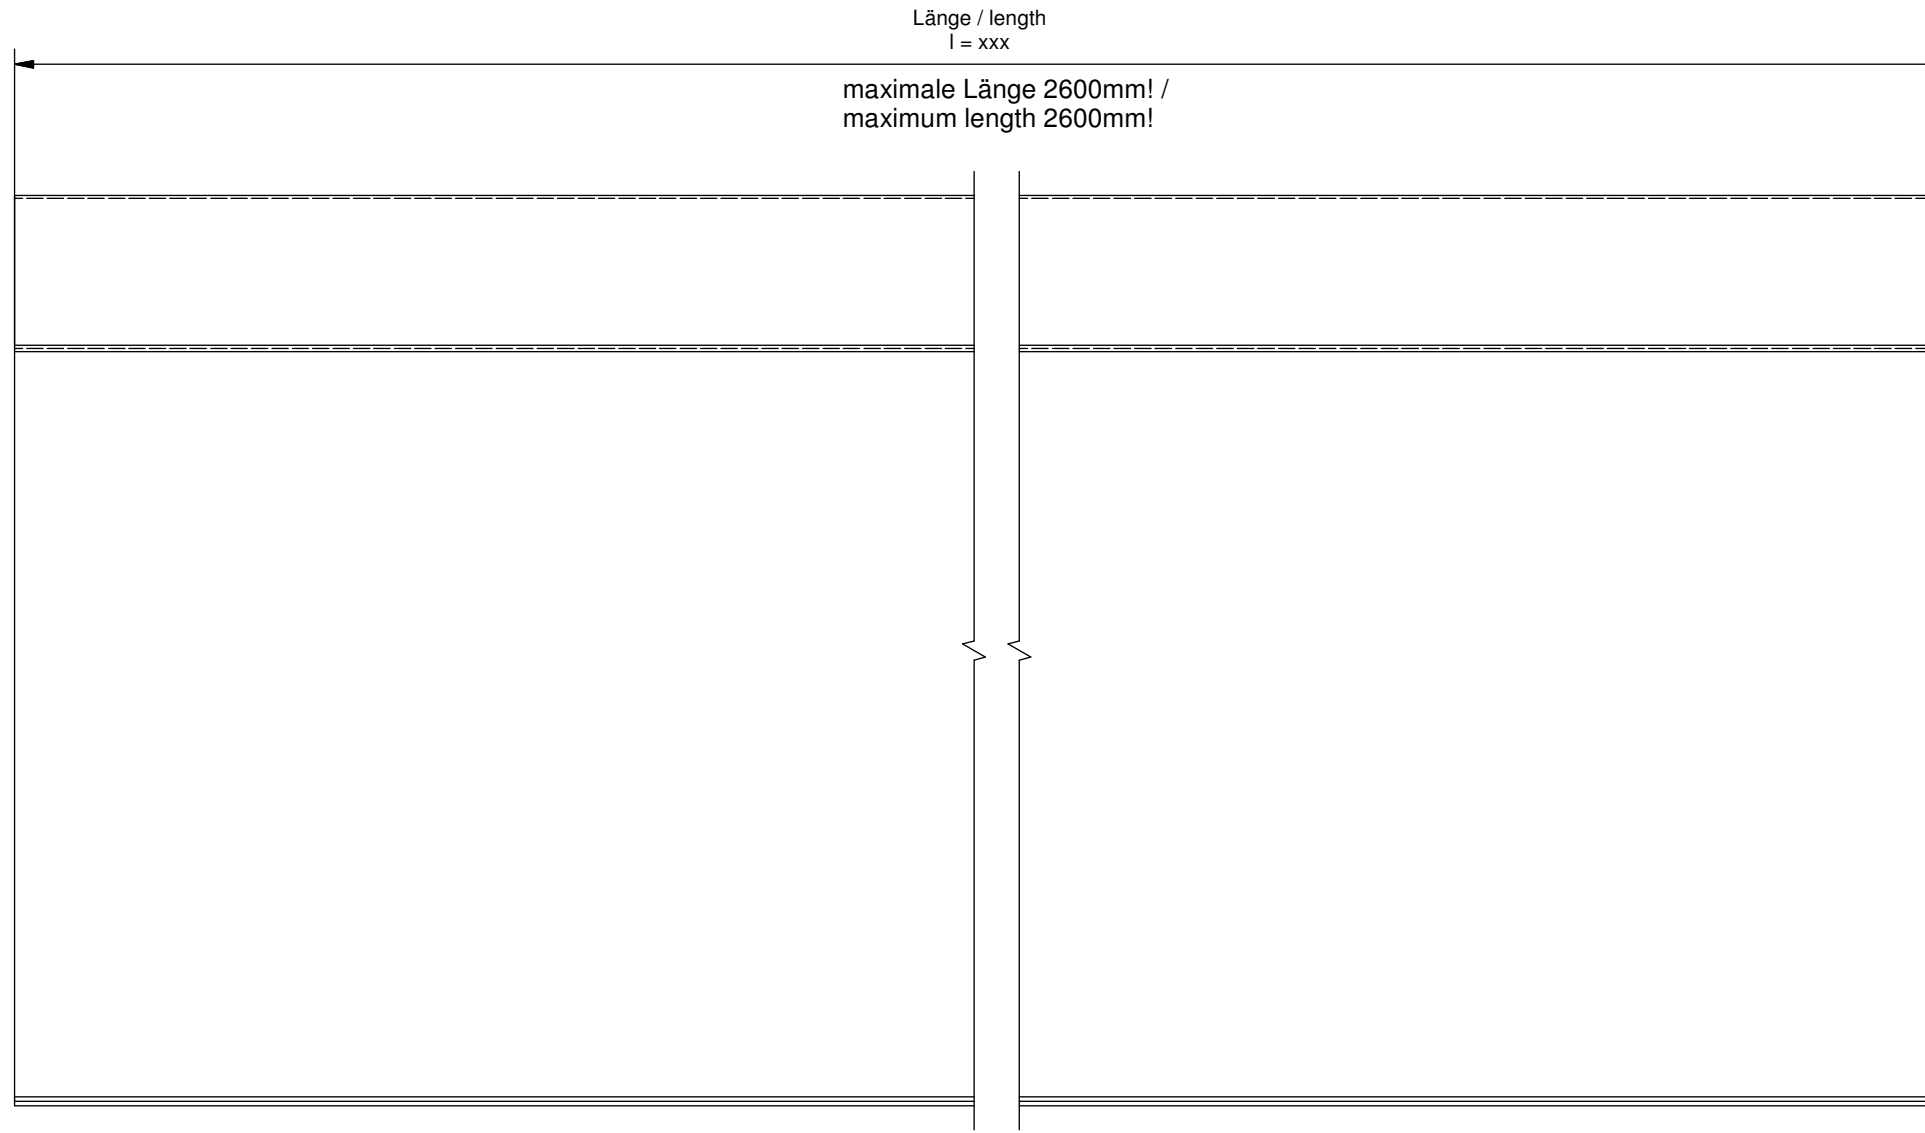 Länge / length
l = xxx
maximale Länge 2600mm! /
maximum length 2600mm!